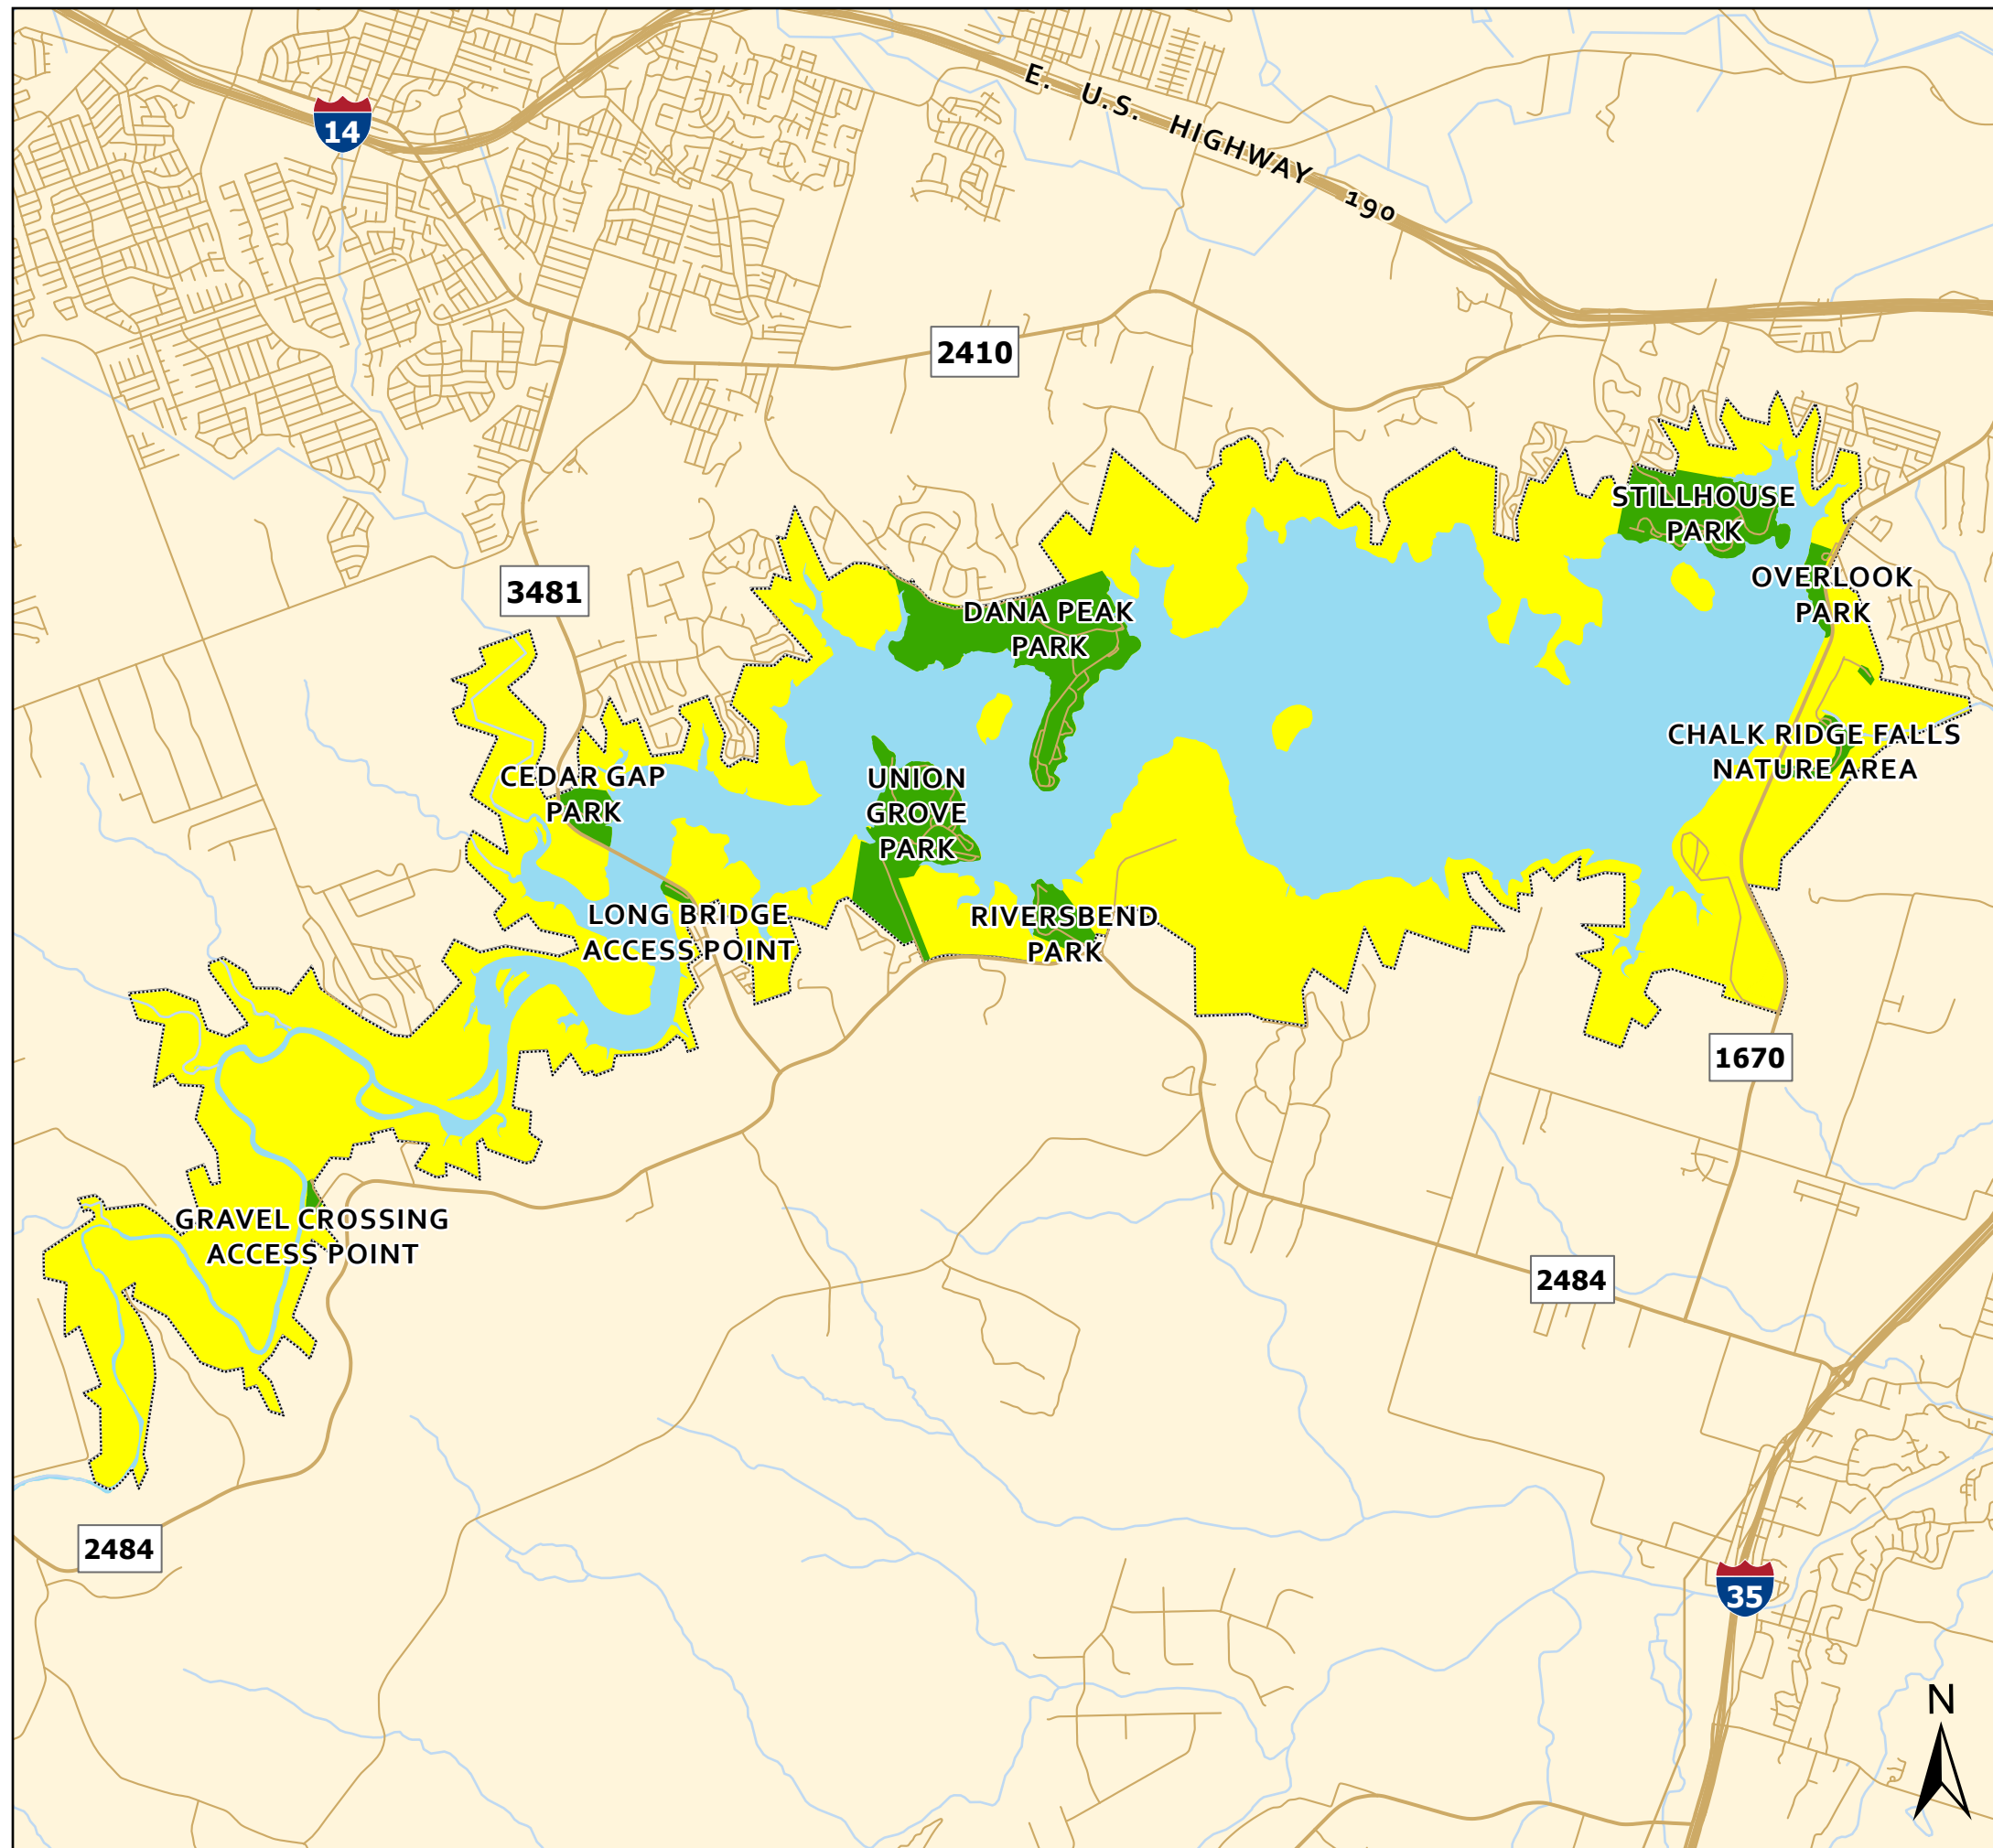 E. U.S. HIGHWAY 190
14
2410
STILLHOUSE
PARK
3481
OVERLOOK
PARK
DANA PEAK
PARK
CHALK RIDGE FALLS
NATURE AREA
CEDAR GAP
PARK
UNION
GROVE
PARK
LONG BRIDGE
ACCESS POINT
RIVERSBEND
PARK
1670
GRAVEL CROSSING
ACCESS POINT
2484
2484
35
N